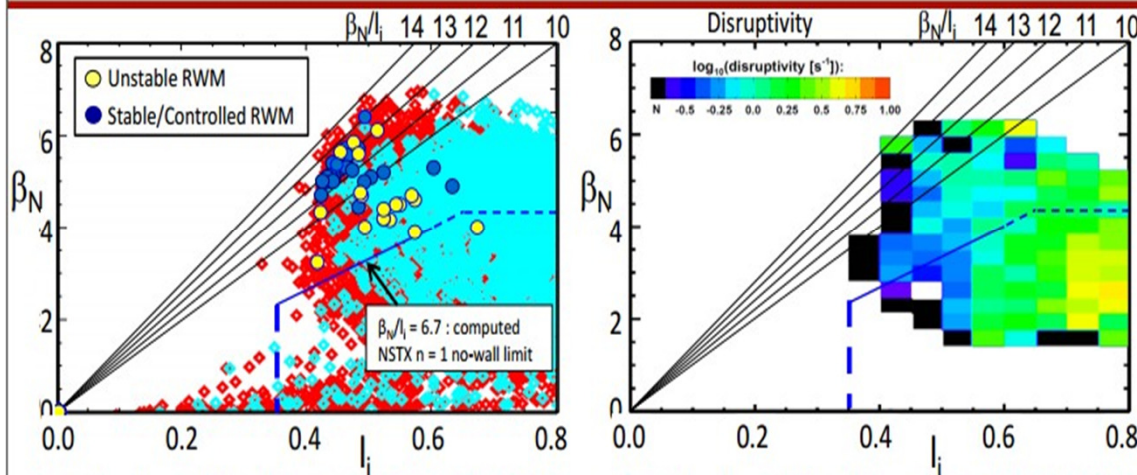 βN/li 14 13 12 11 10
8
Unstable RWM
Stable/Controlled RWM
6
βN
4
2
0
βN/li = 6.7 : computed
NSTX n = 1 no-wall limit
0.0 0.2 0.4 0.6 0.8
li
Disruptivity βN/li 14 13 12 11 10
8
log10(disruptivity [s-1]):
N -0.5 -0.25 0.0 0.25 0.5 0.75 1.00
6
βN
4
2
0
0.0 0.2 0.4 0.6 0.8
li